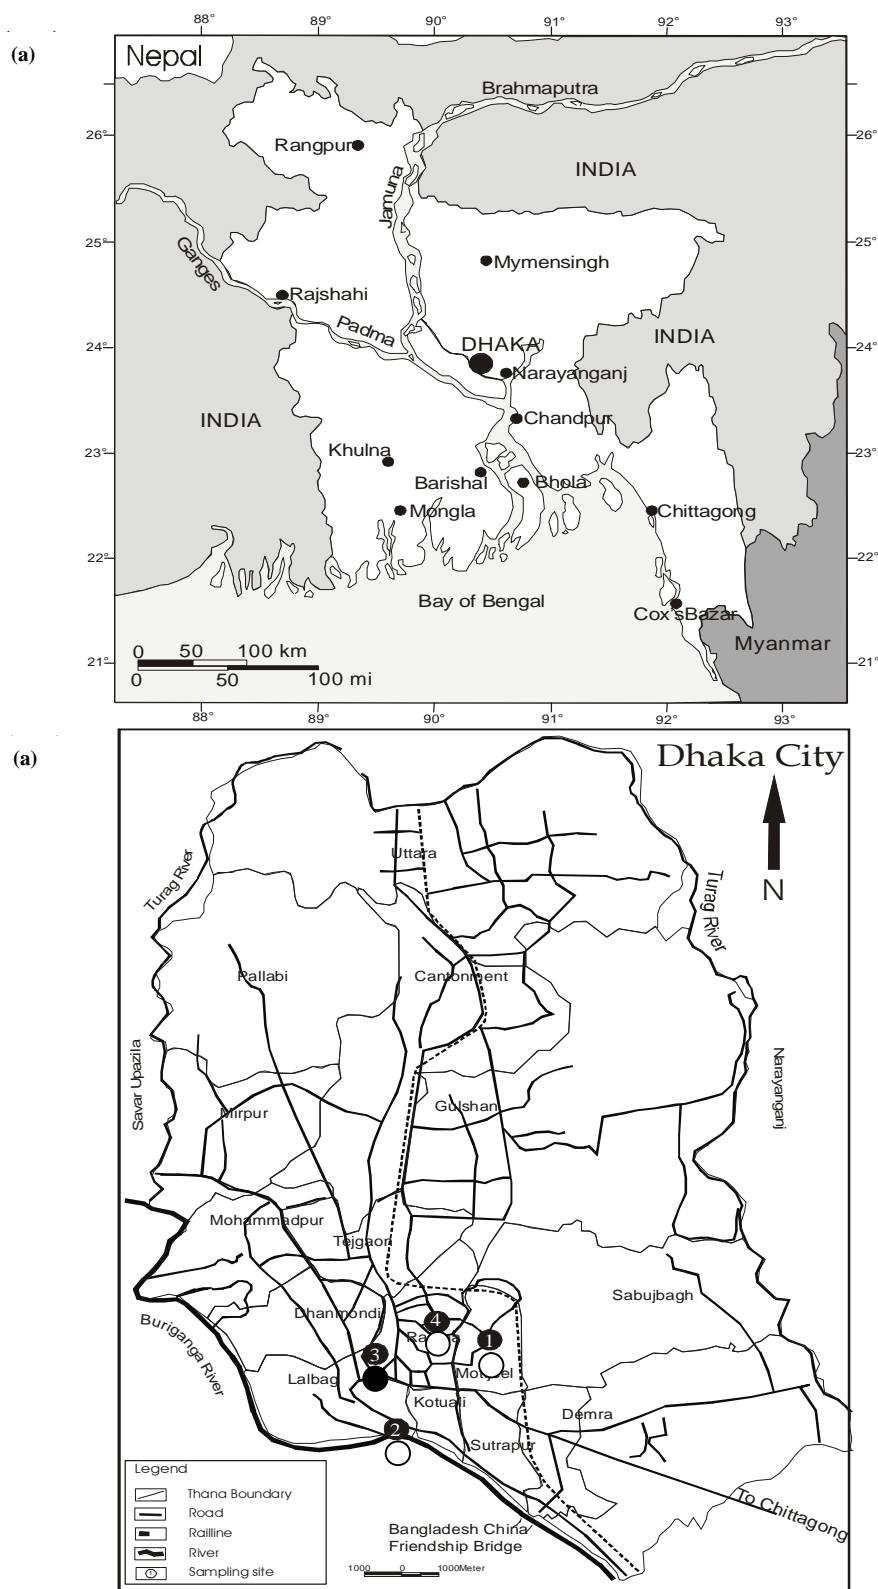 88° 89° 90° 91° 92° 93°
(a)
Nepal
Brahmaputra
26° 26°
Rangpur
INDIA
Jamuna
25° 25°
Ganges
Mymensingh
Rajshahi
Padma
INDIA
24° 24°
DHAKA
Narayanganj
INDIA
Chandpur
23° 23°
Khulna
Barishal
Bhola
Mongla
Chittagong
22° 22°
Bay of Bengal
Cox'sBazar
Myanmar
0 50 100 km
21° 21°
0 50 100 mi
88° 89° 90° 91° 92° 93°
(a)
Dhaka City
N
Uttara
Turag River
Turag River
Pallabi
Cantonment
Savar Upazila
Narayanganj
Mirpur
Gulshan
Mohammadpur
Tejgaon
Sabujbagh
Dhanmondi
4
1
3
Buriganga River
Lalbag
Kotuali
Demra
2
Sutrapur
Legend
Thana Boundary
Road
Railline
River
1 Sampling site
To Chittagong
Bangladesh China
Friendship Bridge
1000 0 1000Meter